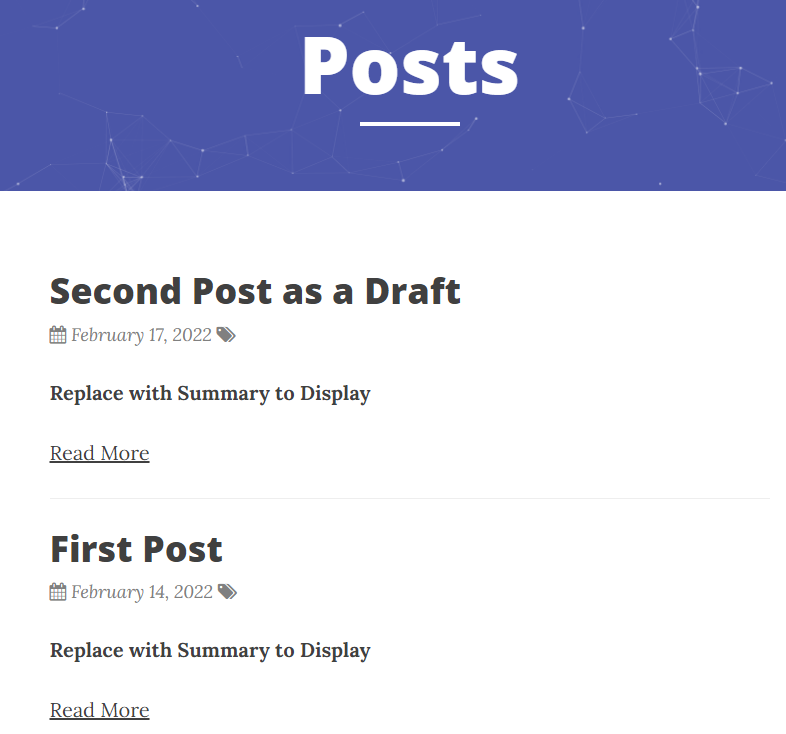 Posts
Second Post as a Draft
February 17, 2022
Replace with Summary to Display
Read More
First Post
February 14, 2022
Replace with Summary to Display
Read More